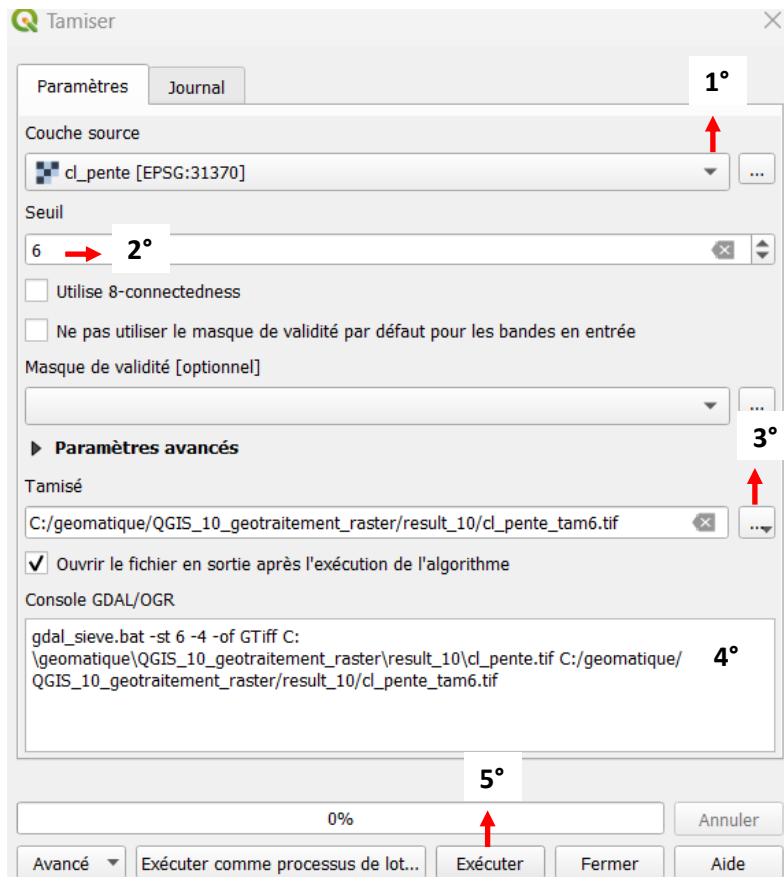 Tamiser
Paramètres Journal
1°
Couche source
cl_pente [EPSG:31370]
...
Seuil
6
2°
Utilise 8-connectedness
Ne pas utiliser le masque de validité par défaut pour les bandes en entrée
Masque de validité [optionnel]
...
3°
Paramètres avancés
Tamisé
C:/geomatique/QGIS_10_geotraitement_raster/result_10/cl_pente_tam6.tif
...
Ouvrir le fichier en sortie après l'exécution de l'algorithme
Console GDAL/OGR
gdal_sieve.bat -st 6 -4 -of GTiff C:
\geomatique\QGIS_10_geotraitement_raster\result_10\cl_pente.tif C:/geomatique/
QGIS_10_geotraitement_raster/result_10/cl_pente_tam6.tif
4°
5°
0%
Annuler
Avancé Exécuter comme processus de lot... Exécuter Fermer Aide